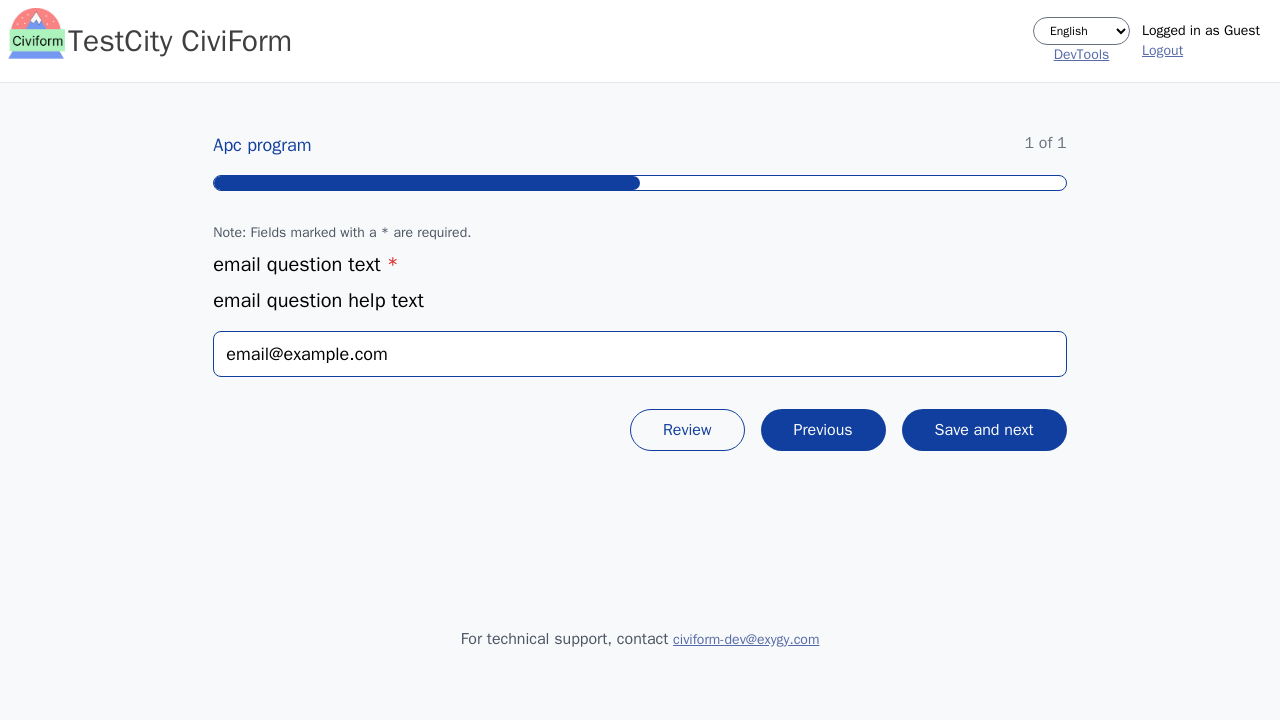 Civiform
TestCity CiviForm
English
DevTools
Logged in as Guest
Logout
Apc program
1 of 1
Note: Fields marked with a * are required.
email question text *
email question help text
email@example.com
Review
Previous
Save and next
For technical support, contact civiform-dev@exygy.com